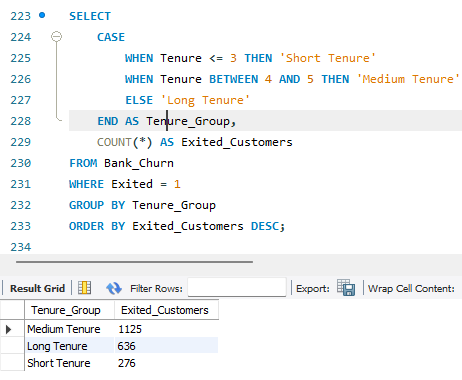 223 SELECT
224 CASE
225 WHEN Tenure <= 3 THEN 'Short Tenure'
226 WHEN Tenure BETWEEN 4 AND 5 THEN 'Medium Tenure'
227 ELSE 'Long Tenure'
228 END AS Tenure_Group,
229 COUNT(*) AS Exited_Customers
230 FROM Bank_Churn
231 WHERE Exited = 1
232 GROUP BY Tenure_Group
233 ORDER BY Exited_Customers DESC;
234
Result Grid Filter Rows: Export: Wrap Cell Content:
Tenure_Group Exited_Customers
Medium Tenure 1125
Long Tenure 636
Short Tenure 276